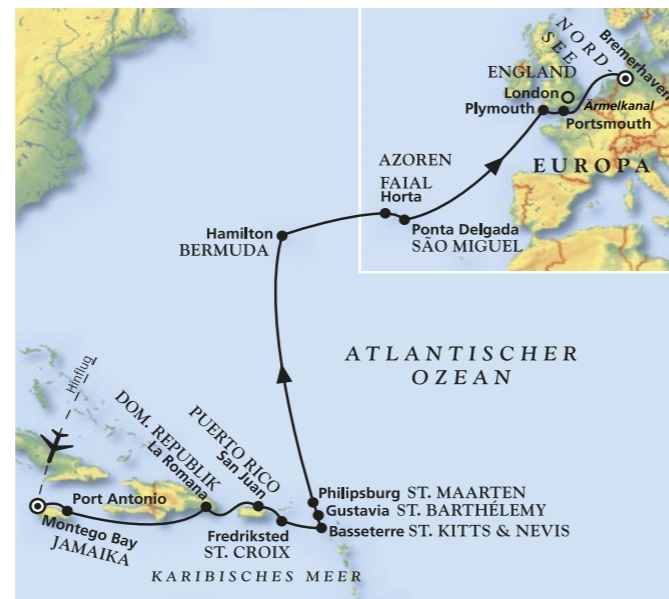 NORD-
SEE
Bremerhaven
ENGLAND
London
Plymouth
Ärmelkanal
Portsmouth
EUROPA
AZOREN
FAIAL
Horta
Ponta Delgada
SÃO MIGUEL
Hamilton
BERMUDA
ATLANTISCHER
OZEAN
Hinflug
DOM. REPUBLIK
La Romana
PUERTO RICO
San Juan
Port Antonio
Montego Bay
JAMAIKA
Fredriksted
ST. CROIX
Philipsburg ST. MAARTEN
Gustavia ST. BARTHÉLEMY
Basseterre ST. KITTS & NEVIS
KARIBISCHES MEER